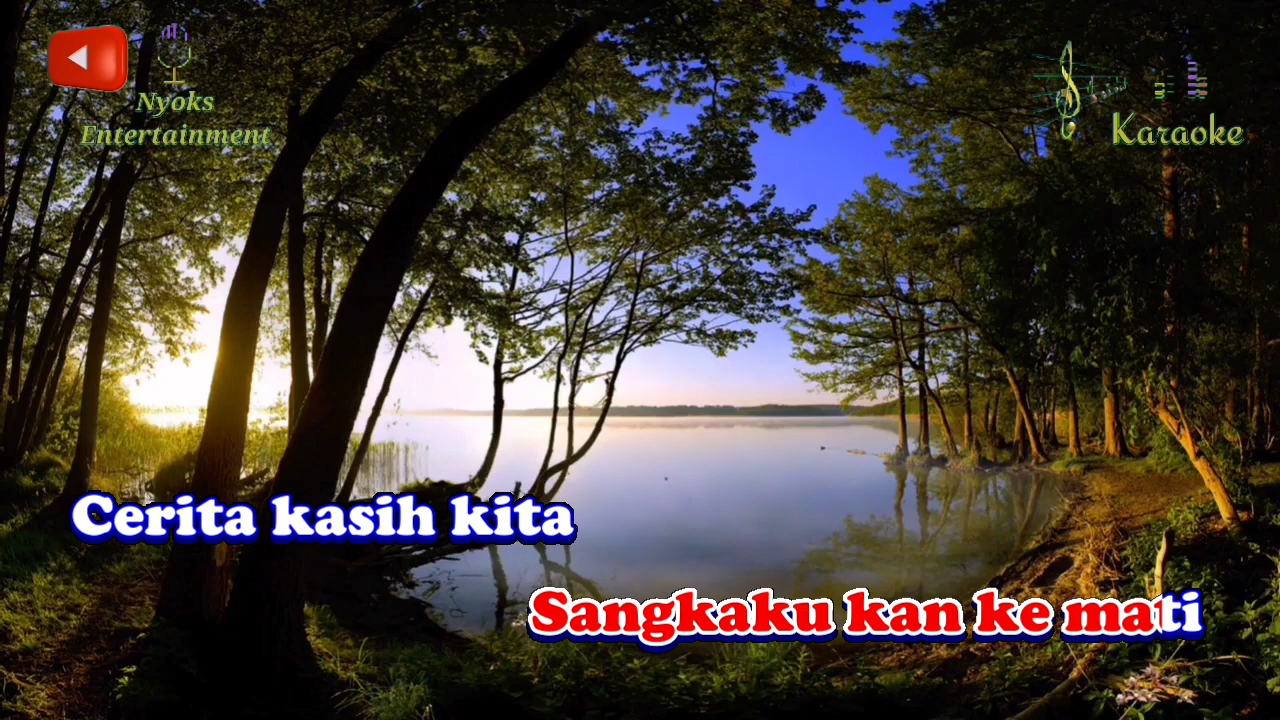 Nyoks
Entertainment
Karaoke
Cerita kasih kita
Sangkaku kan ke mati